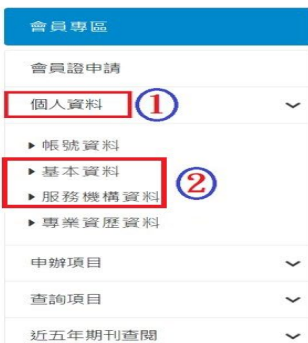 會員專區
會員證申請
個人資料 ①
▸帳號資料
▸基本資料
②
▸服務機構資料
▸專業資歷資料
申辦項目
查詢項目
近五年期刊查閱